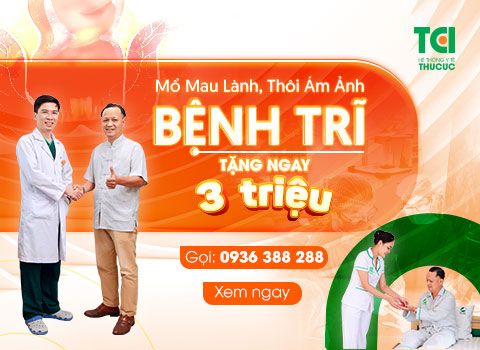 TCI
HỆ THỐNG Y TẾ
THU CUC
Mổ Mau Lành, Thôi Ám Ảnh
BỆNH TRĨ
TẶNG NGAY
3 triệu
Gọi: 0936 388 288
Xem ngay